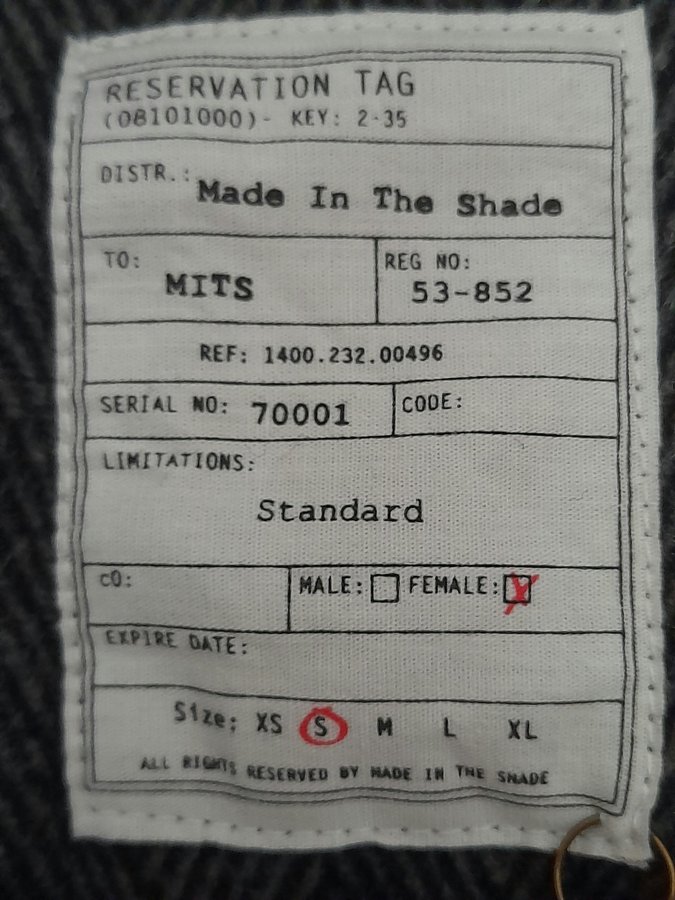 RESERVATION TAG
(08101000)- KEY: 2-35
DISTR.: Made In The Shade
TO: MITS
REG NO: 53-852
REF: 1400.232.00496
SERIAL NO: 70001
CODE:
LIMITATIONS:
Standard
cO:
MALE: FEMALE: X
EXPIRE DATE:
Size: XS S M L XL
ALL RIGHTS RESERVED BY MADE IN THE SHADE